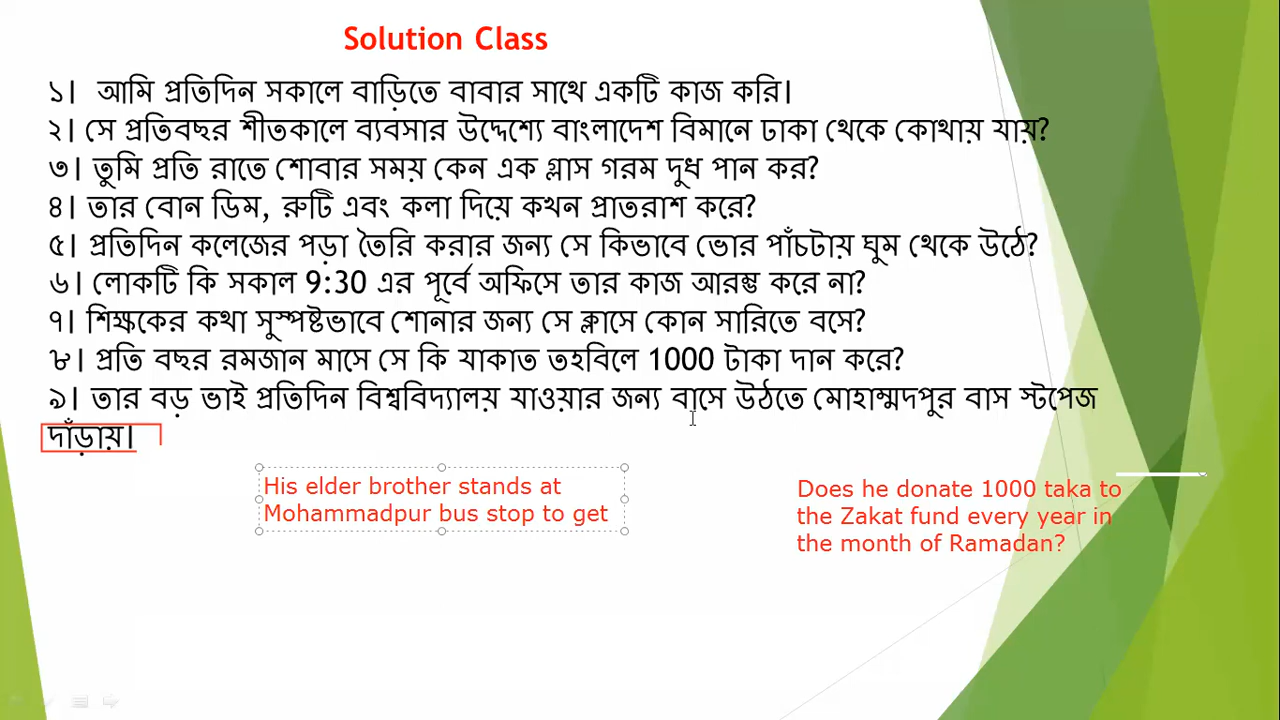 Solution Class
১। আমি প্রতিদিন সকালে বাড়িতে বাবার সাথে একটি কাজ করি।
২। সে প্রতিবছর শীতকালে ব্যবসার উদ্দেশ্যে বাংলাদেশ বিমানে ঢাকা থেকে কোথায় যায়?
৩। তুমি প্রতি রাতে শোবার সময় কেন এক গ্লাস গরম দুধ পান কর?
৪। তার বোন ডিম, রুটি এবং কলা দিয়ে কখন প্রাতরাশ করে?
৫। প্রতিদিন কলেজের পড়া তৈরি করার জন্য সে কিভাবে ভোর পাঁচটায় ঘুম থেকে উঠে?
৬। লোকটি কি সকাল 9:30 এর পূর্বে অফিসে তার কাজ আরম্ভ করে না?
৭। শিক্ষকের কথা সুস্পষ্টভাবে শোনার জন্য সে ক্লাসে কোন সারিতে বসে?
৮। প্রতি বছর রমজান মাসে সে কি যাকাত তহবিলে 1000 টাকা দান করে?
৯। তার বড় ভাই প্রতিদিন বিশ্ববিদ্যালয় যাওয়ার জন্য বাসে উঠতে মোহাম্মদপুর বাস স্টপেজ
দাঁড়ায়।
His elder brother stands at
Mohammadpur bus stop to get
Does he donate 1000 taka to
the Zakat fund every year in
the month of Ramadan?